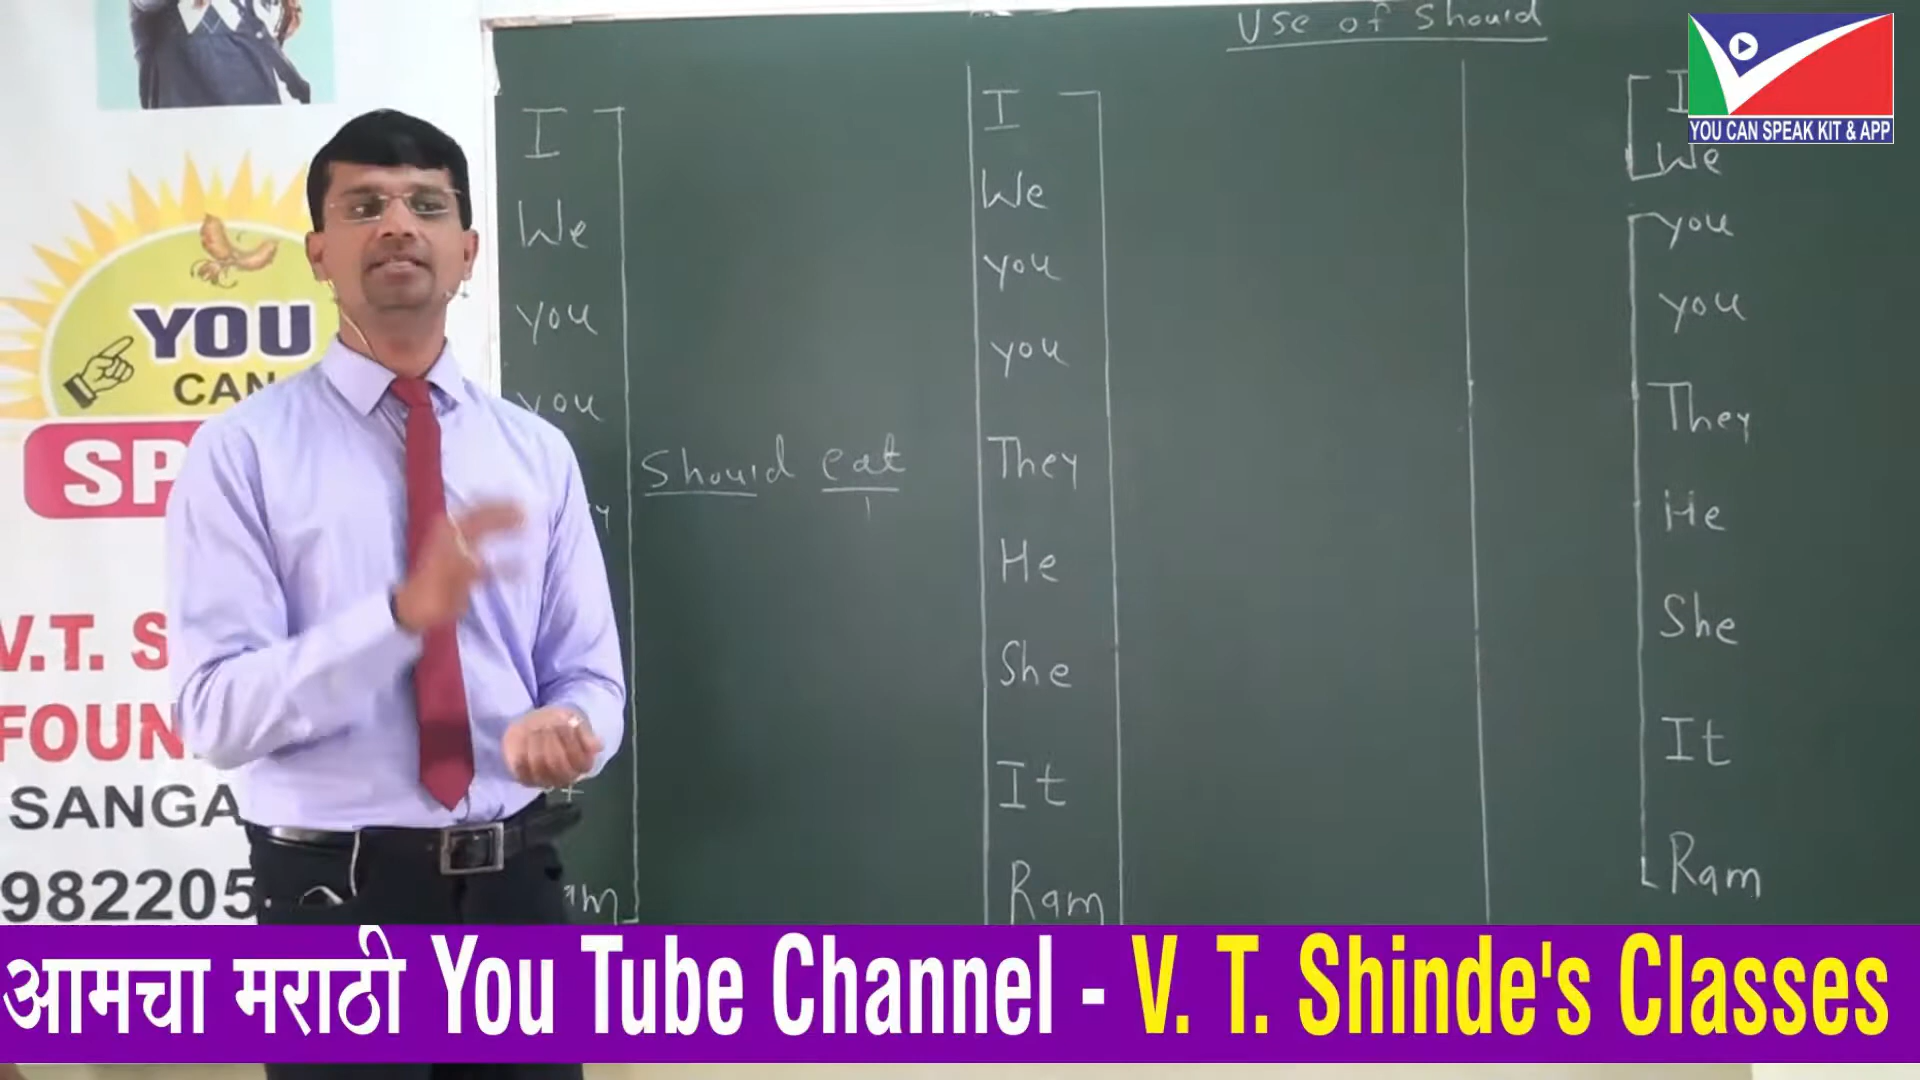 Use of Should
I
We
you
you
Should eat
I
We
you
you
They
He
She
It
Ram
I
We
you
you
They
He
She
It
Ram
YOU
CAN
V.T.
SANGA
982205
YOU CAN SPEAK KIT & APP
आमचा मराठी You Tube Channel - V. T. Shinde's Classes